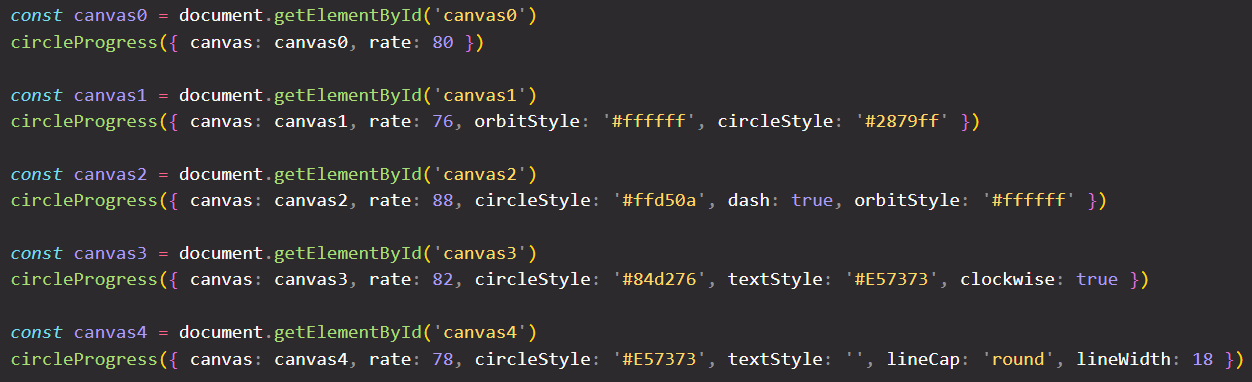 const canvas0 = document.getElementById('canvas0')
circleProgress({ canvas: canvas0, rate: 80 })
const canvas1 = document.getElementById('canvas1')
circleProgress({ canvas: canvas1, rate: 76, orbitStyle: '#ffffff', circleStyle: '#2879ff' })
const canvas2 = document.getElementById('canvas2')
circleProgress({ canvas: canvas2, rate: 88, circleStyle: '#ffd50a', dash: true, orbitStyle: '#ffffff' })
const canvas3 = document.getElementById('canvas3')
circleProgress({ canvas: canvas3, rate: 82, circleStyle: '#84d276', textStyle: '#E57373', clockwise: true })
const canvas4 = document.getElementById('canvas4')
circleProgress({ canvas: canvas4, rate: 78, circleStyle: '#E57373', textStyle: '', lineCap: 'round', lineWidth: 18 })